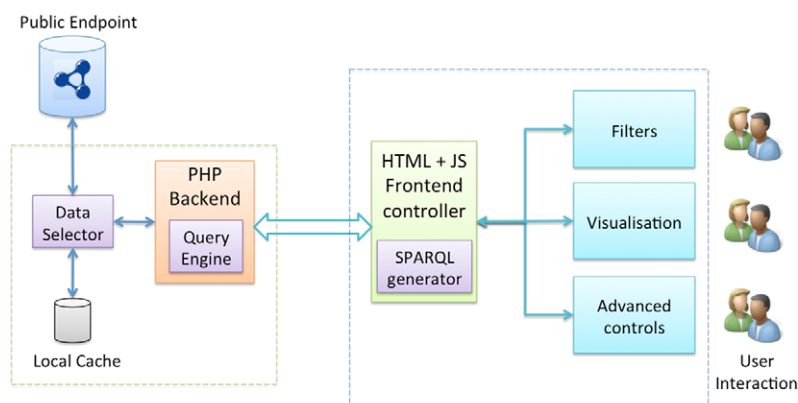 Public Endpoint
Data
Selector
Local Cache
PHP
Backend
Query
Engine
HTML + JS
Frontend
controller
SPARQL
generator
Filters
Visualisation
Advanced
controls
User
Interaction